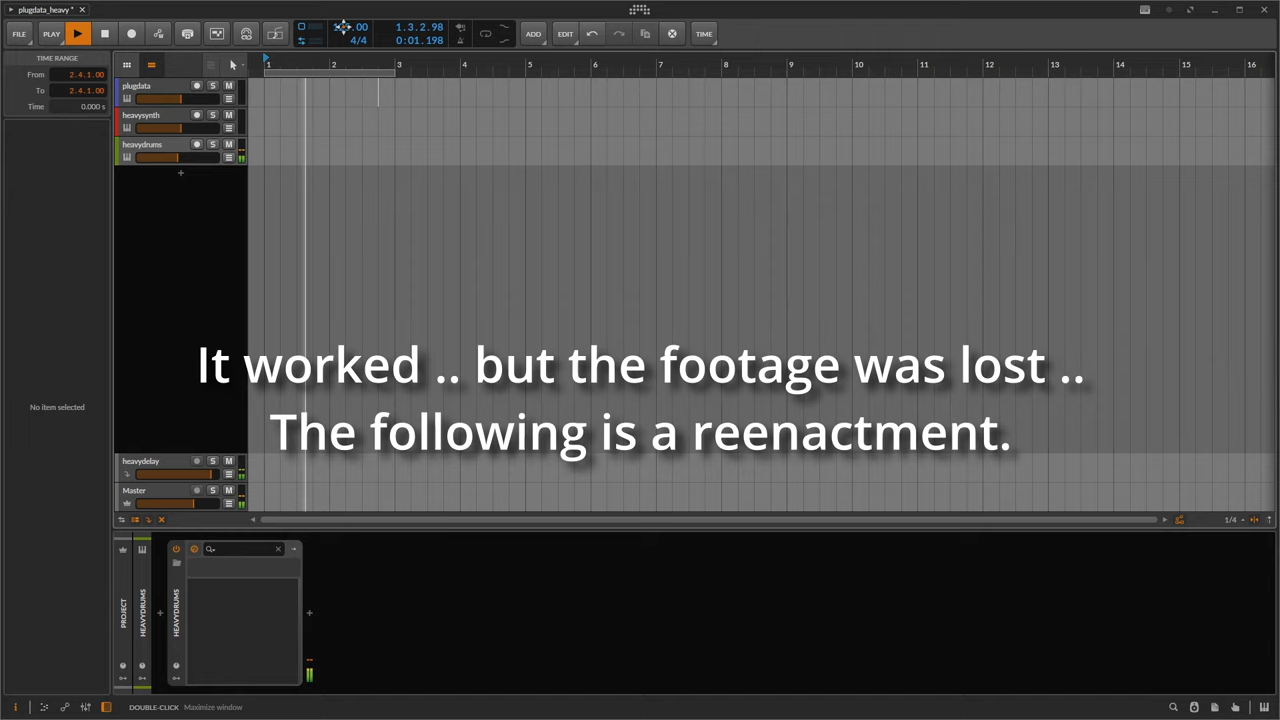 plugdata_heavy *
FILE
PLAY
1.3.2.98
4/4
0:01.198
ADD
EDIT
TIME
TIME RANGE
From 2.4.1.00
To 2.4.1.00
Time 0.000 s
1 2 3 4 5 6 7 8 9 10 11 12 13 14 15 16
plugdata S M
heavysynth S M
heavydrums S M
No item selected
It worked .. but the footage was lost ..
The following is a reenactment.
heavydelay S M
Master S M
1/4
PROJECT
HEAVYDRUMS
HEAVYDRUMS
DOUBLE-CLICK Maximize window